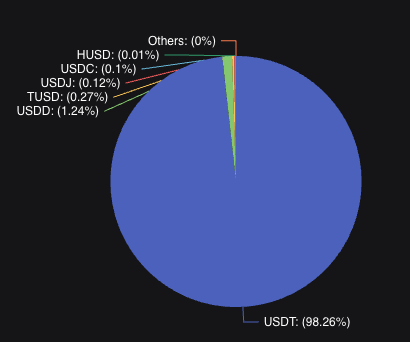 Others: (0%)
HUSD: (0.01%)
USDC: (0.1%)
USDJ: (0.12%)
TUSD: (0.27%)
USDD: (1.24%)
USDT: (98.26%)